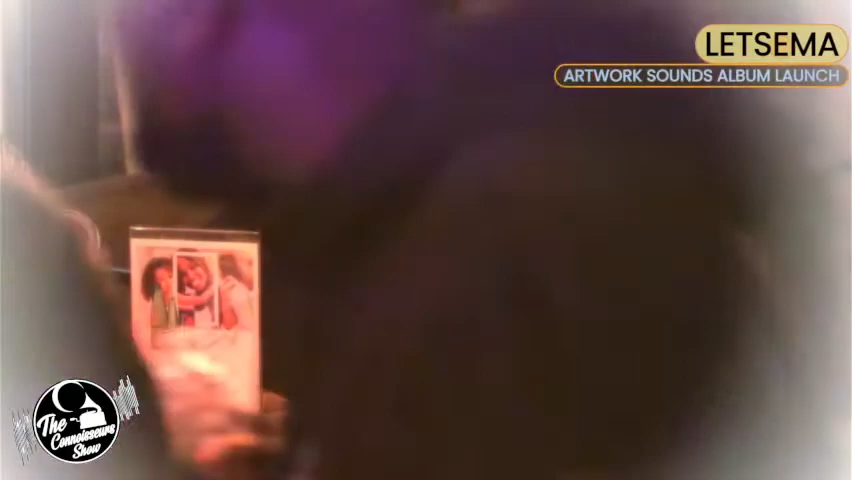 LETSEMA
ARTWORK SOUNDS ALBUM LAUNCH
The
Connoisseurs
Show